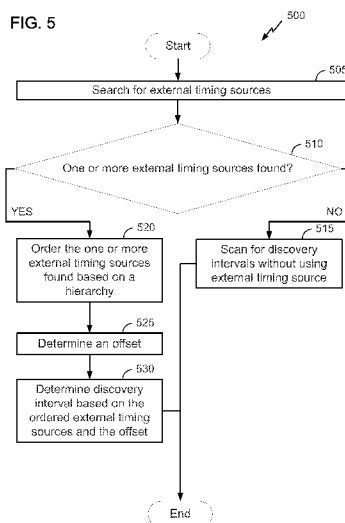 FIG. 5
500
Start
505
Search for external timing sources
510
One or more external timing sources found?
YES
NO
520
Order the one or more
external timing sources
found based on a
hierarchy
515
Scan for discovery
intervals without using
external timing source
525
Determine an offset
530
Determine discovery
interval based on the
ordered external timing
sources and the offset
End